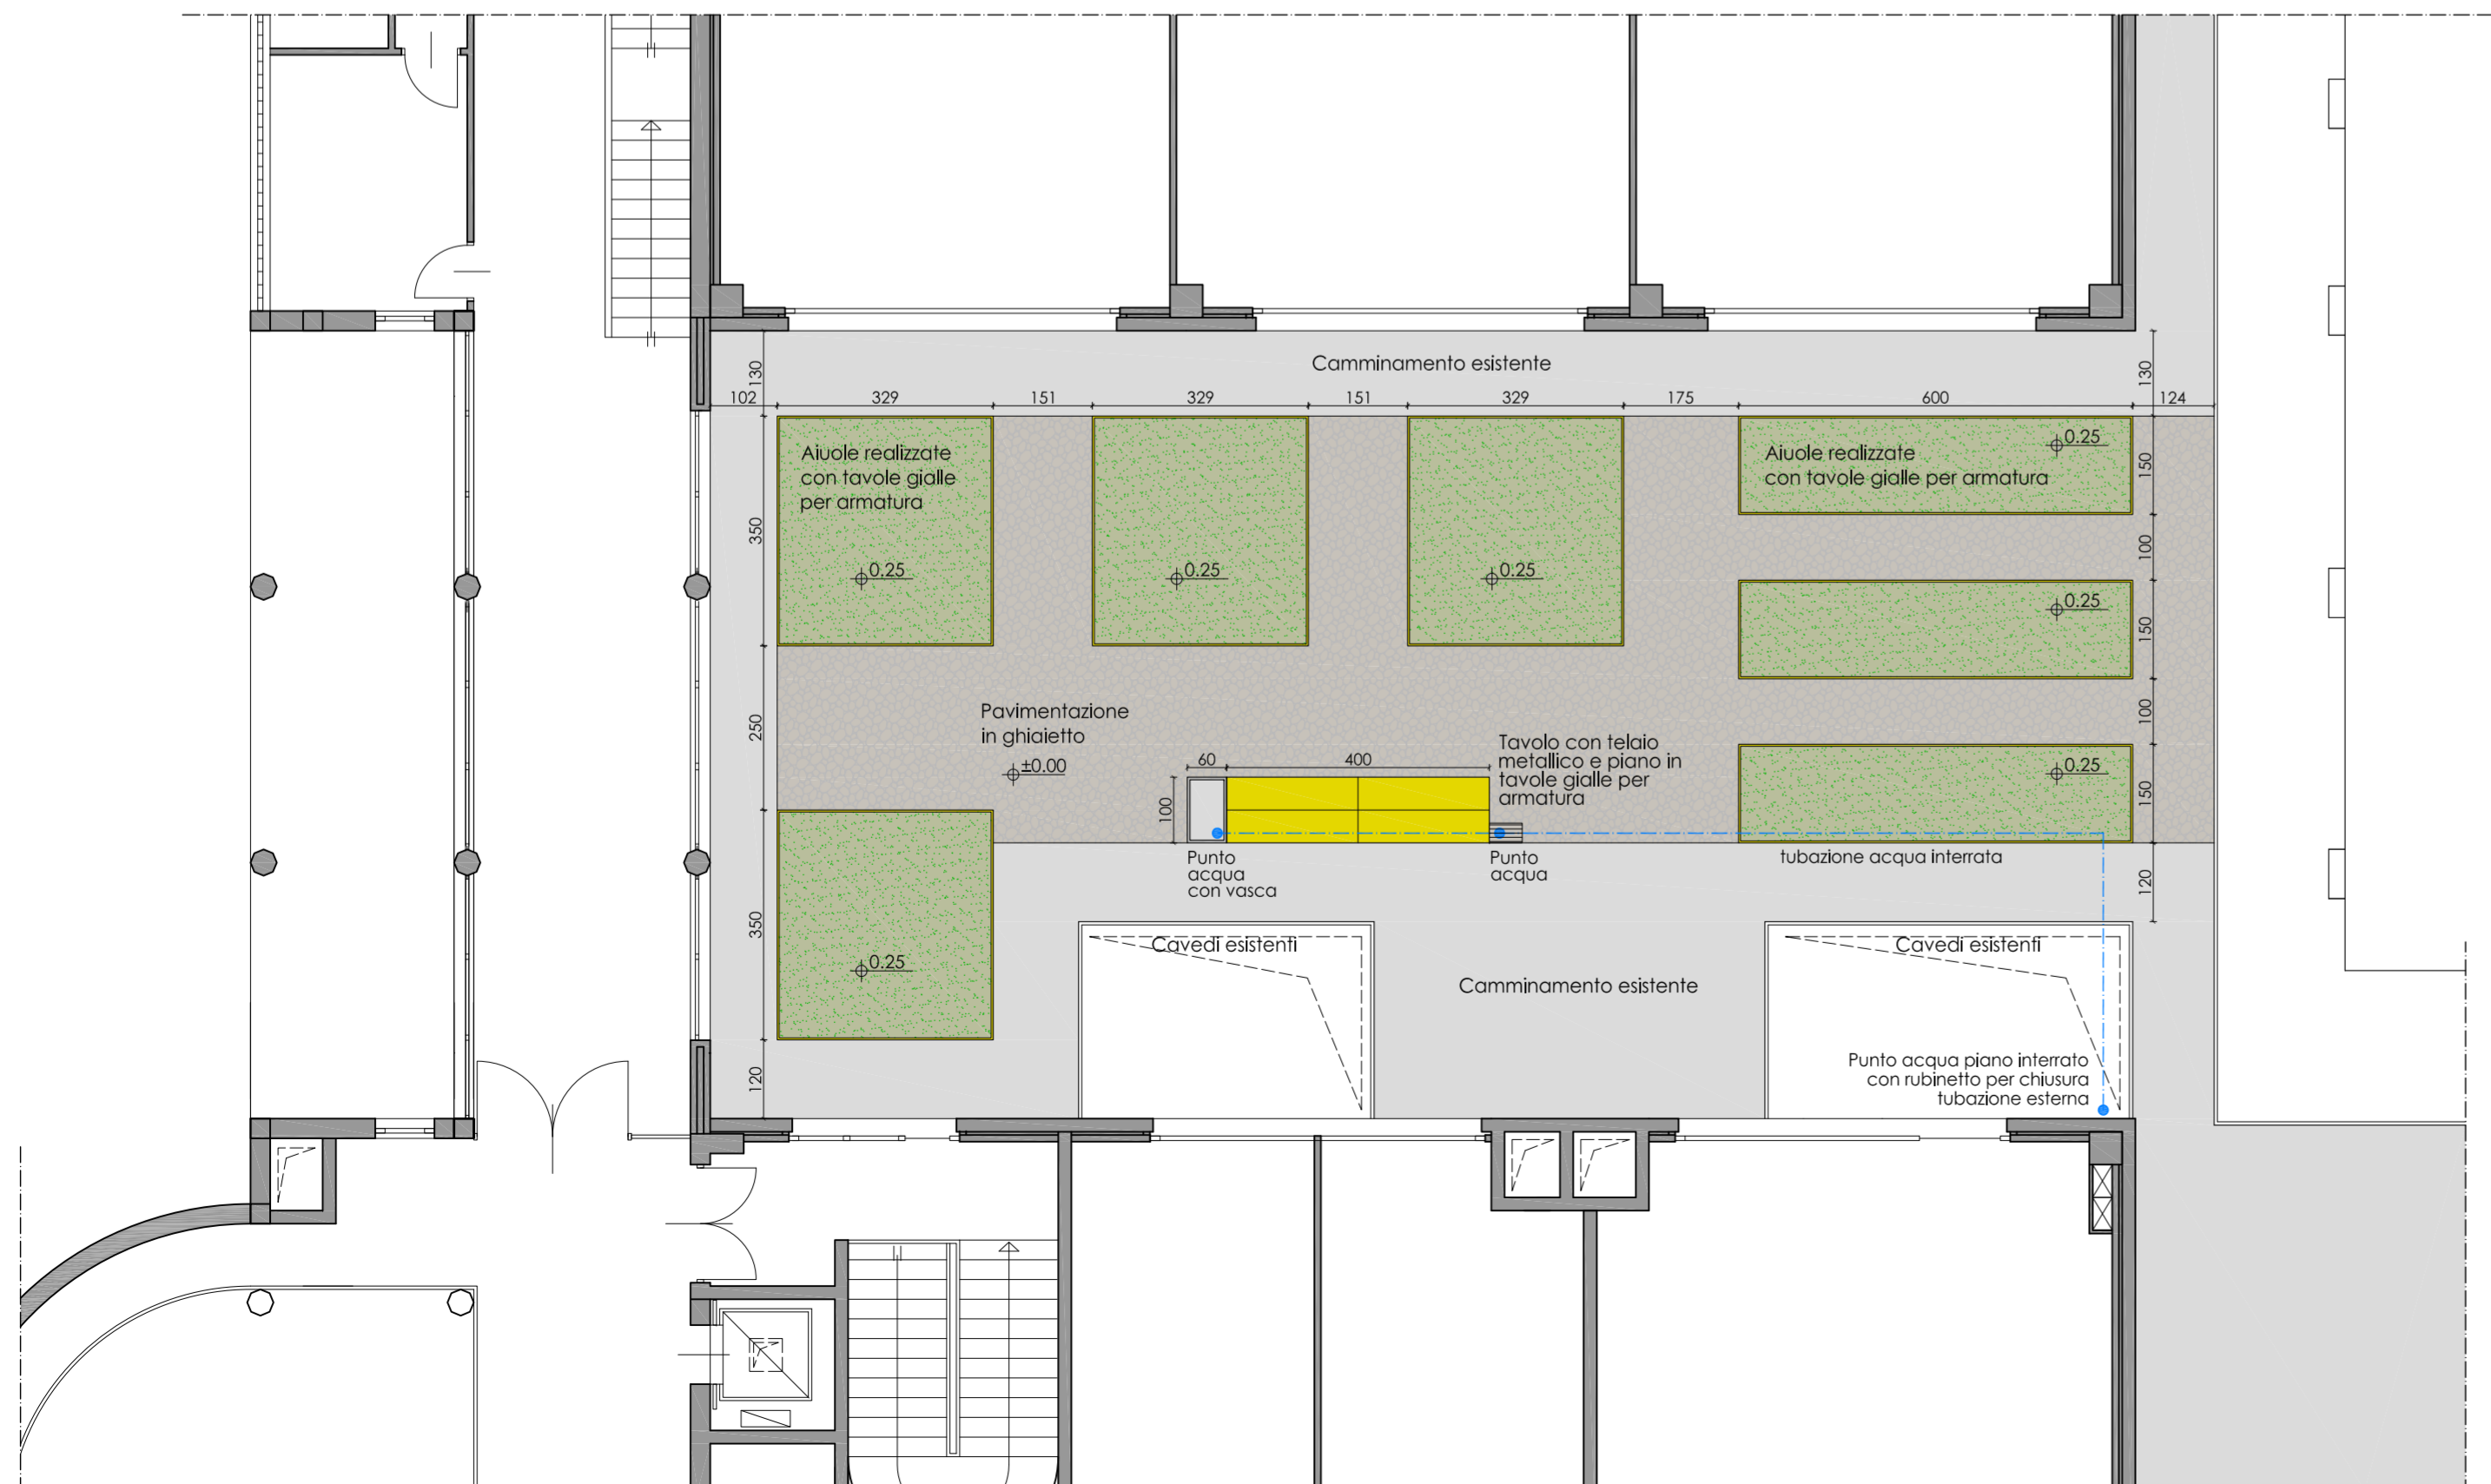 Camminamento esistente
130
130
102
329
151
329
151
329
175
600
124
Aiuole realizzate
con tavole gialle
per armatura
Aiuole realizzate
con tavole gialle per armatura
0.25
150
350
100
0.25
0.25
0.25
0.25
150
250
Pavimentazione
in ghiaietto
±0.00
100
60
400
Tavolo con telaio
metallico e piano in
tavole gialle per
armatura
0.25
100
150
Punto
acqua
con vasca
Punto
acqua
tubazione acqua interrata
120
350
0.25
Cavedi esistenti
Cavedi esistenti
Camminamento esistente
120
Punto acqua piano interrato
con rubinetto per chiusura
tubazione esterna